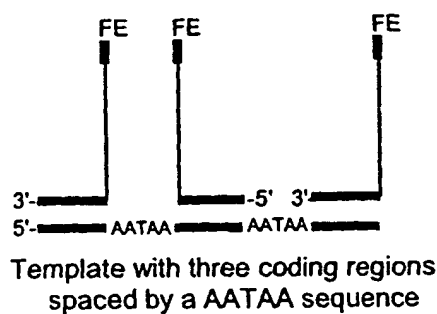 FE FE FE
3'- -5' 3'-
5'- AATAA AATAA
Template with three coding regions
spaced by a AATAA sequence